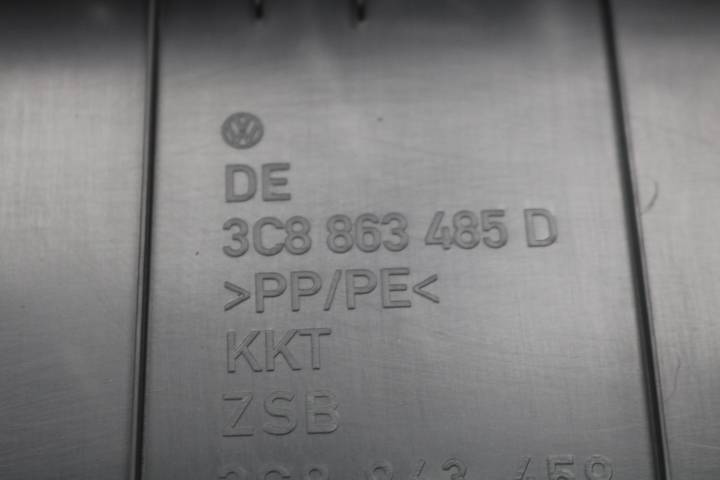 DE
3C8 863 485 D
>PP/PE<
KKT
ZSB